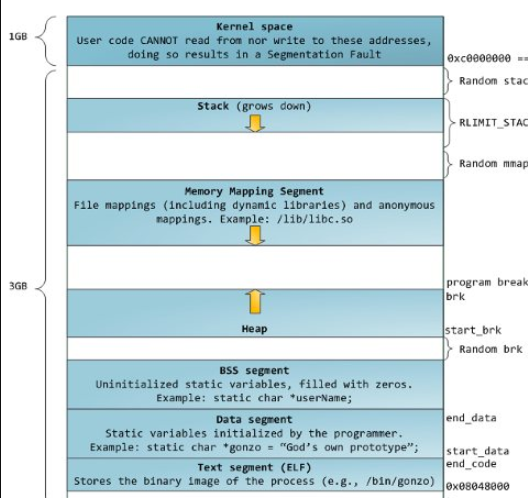 Kernel space
1GB
User code CANNOT read from nor write to these addresses,
doing so results in a Segmentation Fault
0xc0000000 ==
Random stac
Stack (grows down)
RLIMIT_STAC
Random mmap
Memory Mapping Segment
File mappings (including dynamic libraries) and anonymous
mappings. Example: /lib/libc.so
3GB
program break
brk
Heap
start_brk
Random brk
BSS segment
Uninitialized static variables, filled with zeros.
Example: static char *userName;
Data segment
end_data
Static variables initialized by the programmer.
Example: static char *gonzo = “God’s own prototype”;
start_data
end_code
Text segment (ELF)
Stores the binary image of the process (e.g., /bin/gonzo)
0x08048000